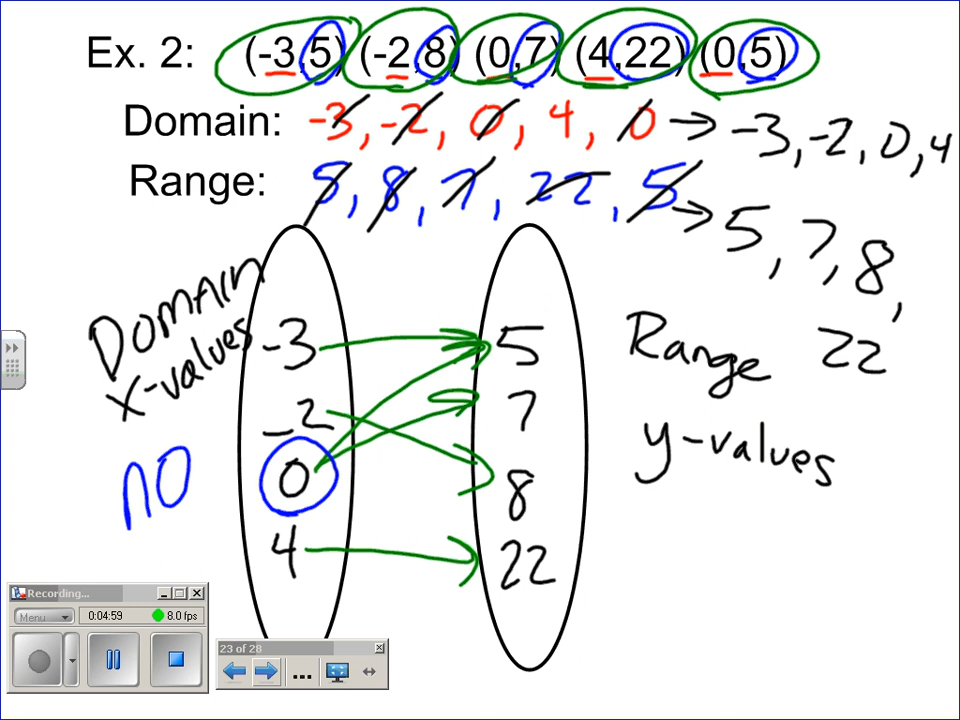 Ex. 2: (-3,5) (-2,8) (0,7) (4,22) (0,5)
Domain: -3, -2, 0, 4, 0 → -3, -2, 0, 4
Range: 5, 8, 7, 22, 5 → 5, 7, 8,
22
DOMAIN
x-values
NO
-3
-2
0
4
5
7
8
22
Range
y-values
Recording...
Menu
0:04:59
8.0 fps
23 of 28
...